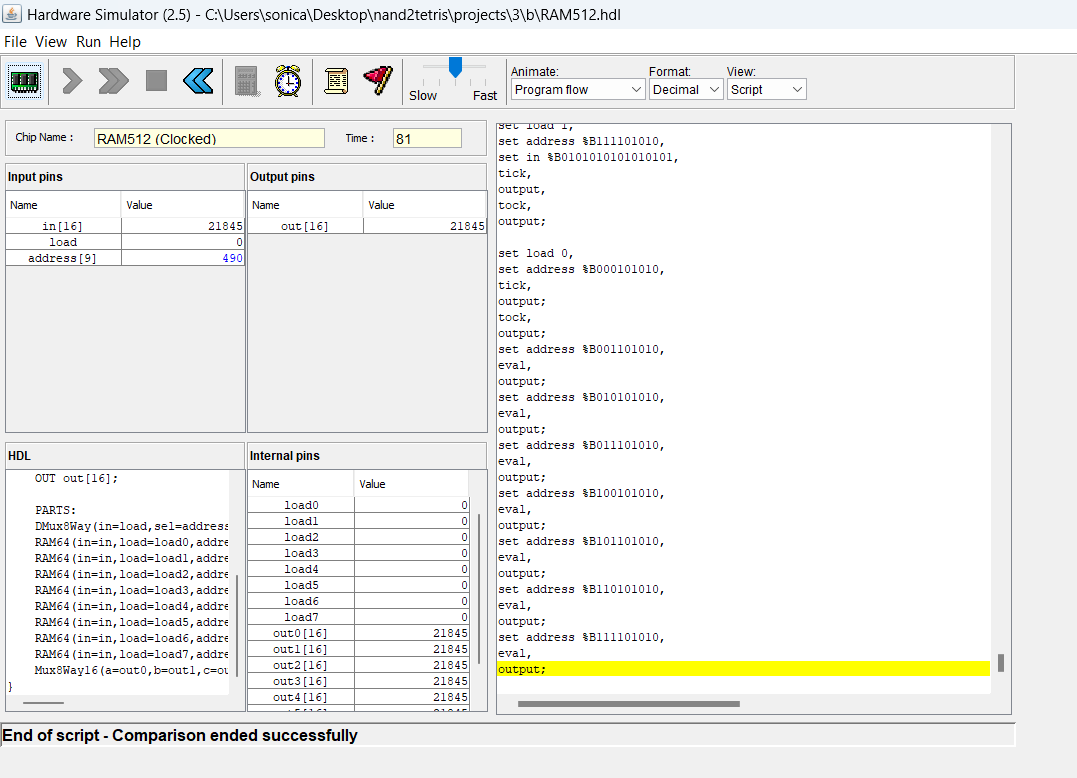 Hardware Simulator (2.5) - C:\Users\sonica\Desktop\nand2tetris\projects\3\b\RAM512.hdl
File View Run Help
Slow
Fast
Animate:
Program flow
Format:
Decimal
View:
Script
Chip Name :
RAM512 (Clocked)
Time :
81
Input pins
Name Value
in[16] 21845
load 0
address[9] 490
Output pins
Name Value
out[16] 21845
HDL
OUT out[16];
PARTS:
DMux8Way(in=load,sel=address
RAM64(in=in,load=load0,addre
RAM64(in=in,load=load1,addre
RAM64(in=in,load=load2,addre
RAM64(in=in,load=load3,addre
RAM64(in=in,load=load4,addre
RAM64(in=in,load=load5,addre
RAM64(in=in,load=load6,addre
RAM64(in=in,load=load7,addre
Mux8Way16(a=out0,b=out1,c=ou
}
Internal pins
Name Value
load0 0
load1 0
load2 0
load3 0
load4 0
load5 0
load6 0
load7 0
out0[16] 21845
out1[16] 21845
out2[16] 21845
out3[16] 21845
out4[16] 21845
set load 1,
set address %B111101010,
set in %B0101010101010101,
tick,
output,
tock,
output;
set load 0,
set address %B000101010,
tick,
output;
tock,
output;
set address %B001101010,
eval,
output;
set address %B010101010,
eval,
output;
set address %B011101010,
eval,
output;
set address %B100101010,
eval,
output;
set address %B101101010,
eval,
output;
set address %B110101010,
eval,
output;
set address %B111101010,
eval,
output;
End of script - Comparison ended successfully